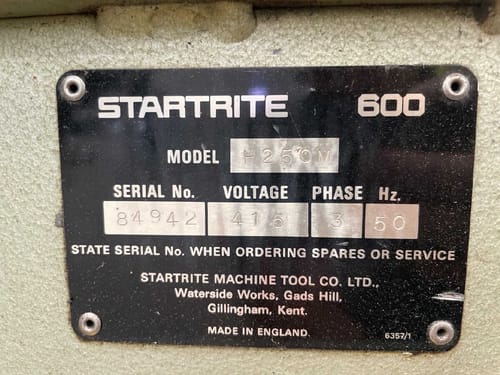 STARTRITE 600
MODEL H250M
SERIAL No. VOLTAGE PHASE Hz.
84942 415 3 50
STATE SERIAL No. WHEN ORDERING SPARES OR SERVICE
STARTRITE MACHINE TOOL CO. LTD.,
Waterside Works, Gads Hill,
Gillingham, Kent.
MADE IN ENGLAND. 6357/1